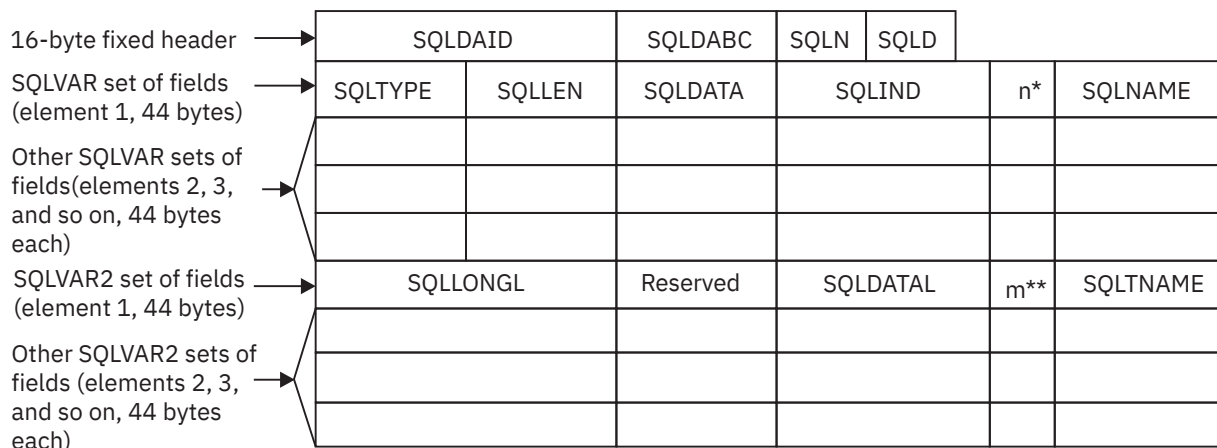 16-byte fixed header SQLDAID SQLDABC SQLN SQLD
SQLVAR set of fields
(element 1, 44 bytes)
SQLTYPE SQLLEN SQLDATA SQLIND n* SQLNAME
Other SQLVAR sets of
fields(elements 2, 3,
and so on, 44 bytes
each)
SQLVAR2 set of fields
(element 1, 44 bytes)
SQLLONGL Reserved SQLDATAL m** SQLTNAME
Other SQLVAR2 sets of
fields (elements 2, 3,
and so on, 44 bytes
each)